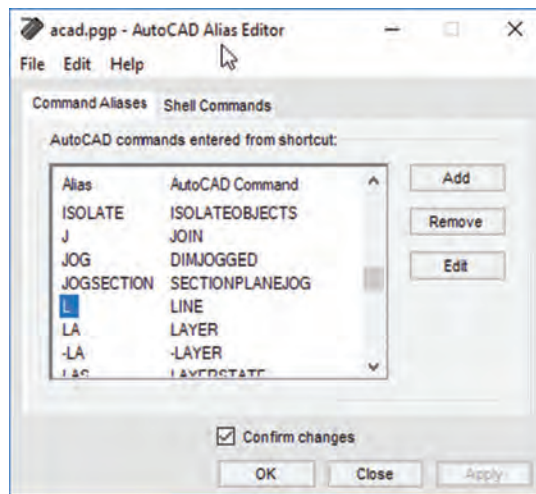 acad.pgp - AutoCAD Alias Editor
File Edit Help
Command Aliases Shell Commands
AutoCAD commands entered from shortcut:
Alias AutoCAD Command
ISOLATE ISOLATEOBJECTS
J JOIN
JOG DIMJOGGED
JOGSECTION SECTIONPLANEJOG
L LINE
LA LAYER
-LA -LAYER
LAS LAYERSTATE
Add
Remove
Edit
Confirm changes
OK Close Apply